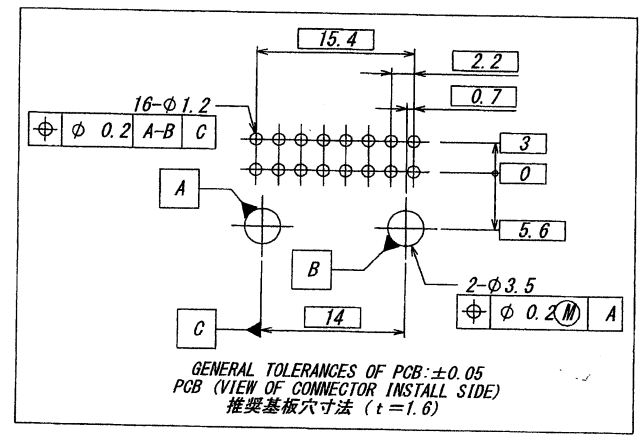 15.4
2.2
0.7
16-Φ1.2
⌖ Φ 0.2 A-B C
3
0
A
5.6
B
2-Φ3.5
⌖ Φ 0.2Ⓜ A
14
C
GENERAL TOLERANCES OF PCB:±0.05
PCB (VIEW OF CONNECTOR INSTALL SIDE)
推奨基板穴寸法 (t=1.6)